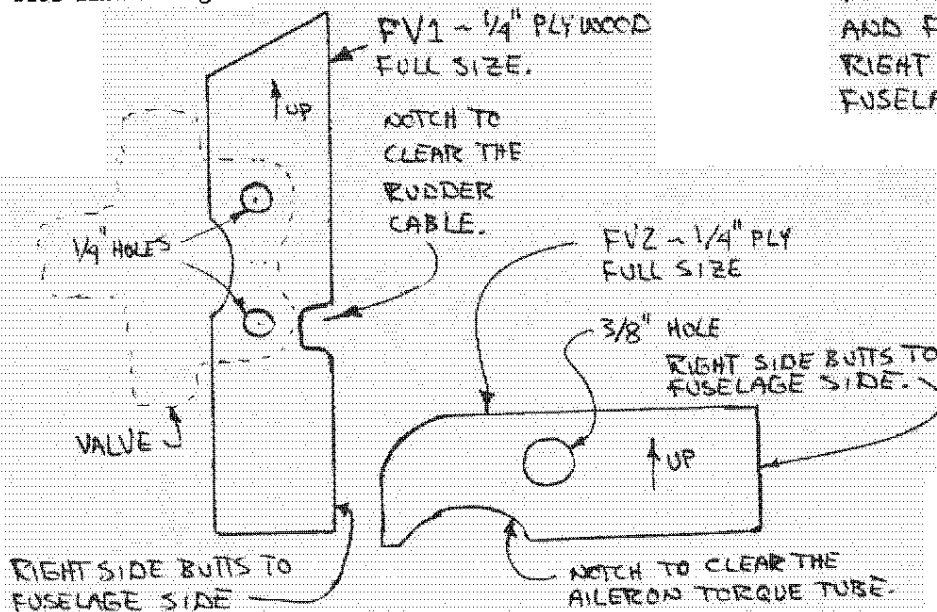 FV1 ~ 1/4" PLYWOOD
FULL SIZE.
AND
RIGHT
UP
NOTCH TO
CLEAR THE
RUDDER
CABLE.
1/4" HOLES
FV2 ~ 1/4" PLY
FULL SIZE
3/8" HOLE
RIGHT SIDE BUTTS TO
FUSELAGE SIDE.
VALVE
UP
RIGHT SIDE BUTTS TO
FUSELAGE SIDE
NOTCH TO CLEAR THE
AILERON TORQUE TUBE.